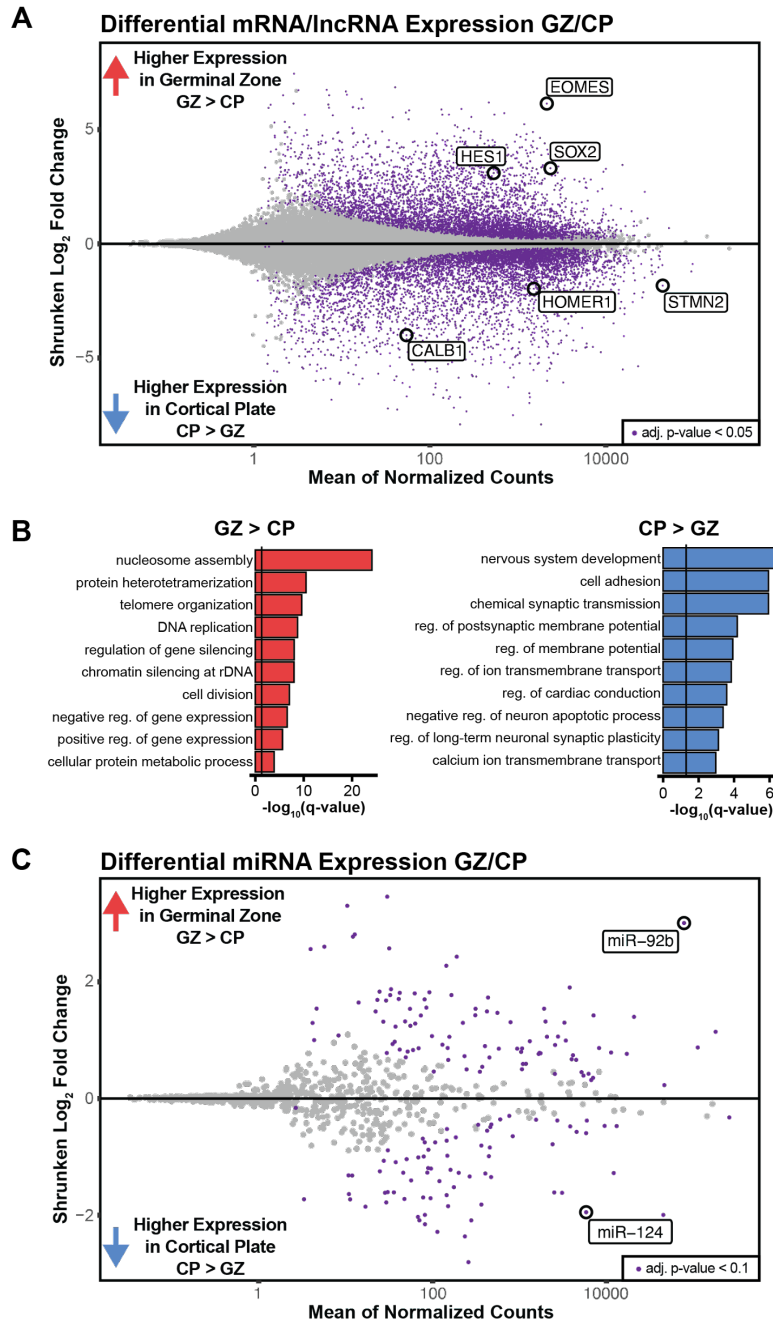 A
Differential mRNA/lncRNA Expression GZ/CP
Higher Expression
in Germinal Zone
GZ > CP
EOMES
HES1
SOX2
HOMER1
STMN2
CALB1
Higher Expression
in Cortical Plate
CP > GZ
adj. p-value < 0.05
5
0
−5
Shrunken Log2 Fold Change
1
100
10000
Mean of Normalized Counts
B
GZ > CP
nucleosome assembly
protein heterotetramerization
telomere organization
DNA replication
regulation of gene silencing
chromatin silencing at rDNA
cell division
negative reg. of gene expression
positive reg. of gene expression
cellular protein metabolic process
0 10 20
-log10(q-value)
CP > GZ
nervous system development
cell adhesion
chemical synaptic transmission
reg. of postsynaptic membrane potential
reg. of membrane potential
reg. of ion transmembrane transport
reg. of cardiac conduction
negative reg. of neuron apoptotic process
reg. of long-term neuronal synaptic plasticity
calcium ion transmembrane transport
0 2 4 6
-log10(q-value)
C
Differential miRNA Expression GZ/CP
Higher Expression
in Germinal Zone
GZ > CP
miR−92b
miR−124
Higher Expression
in Cortical Plate
CP > GZ
adj. p-value < 0.1
2
0
−2
Shrunken Log2 Fold Change
1
100
10000
Mean of Normalized Counts